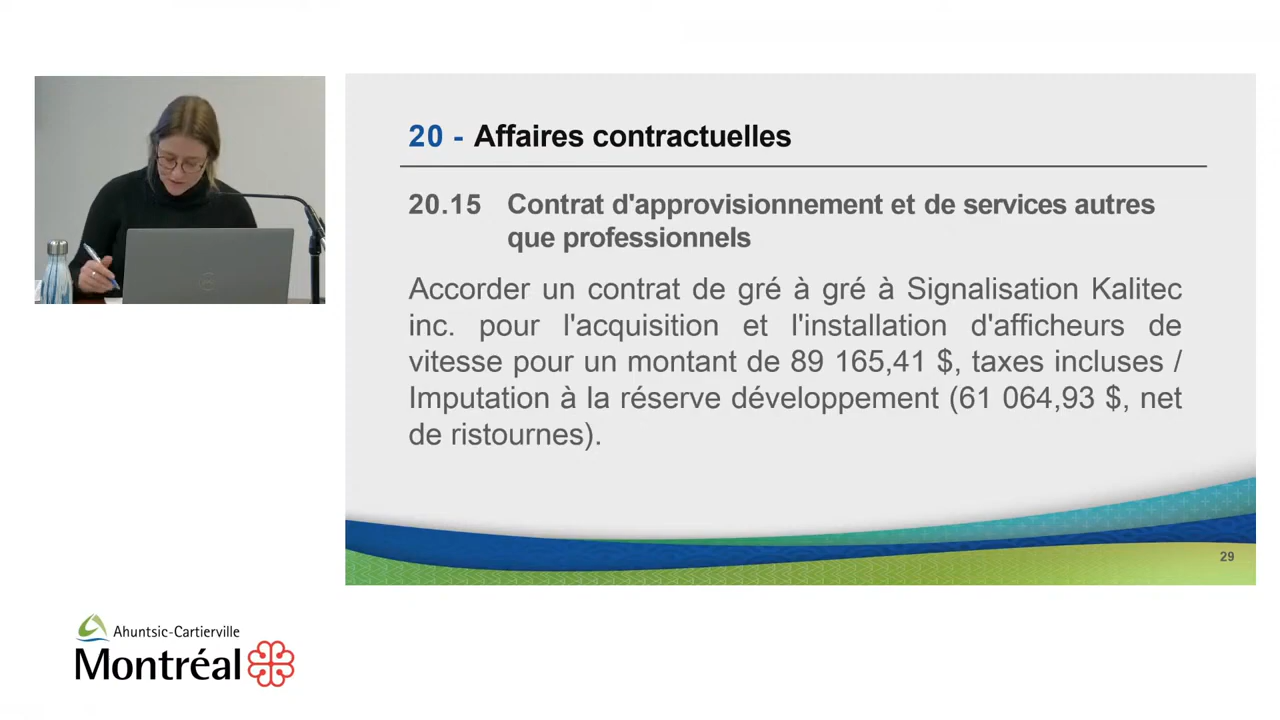 20 - Affaires contractuelles
20.15 Contrat d'approvisionnement et de services autres
que professionnels
Accorder un contrat de gré à gré à Signalisation Kalitec
inc. pour l'acquisition et l'installation d'afficheurs de
vitesse pour un montant de 89 165,41 $, taxes incluses /
Imputation à la réserve développement (61 064,93 $, net
de ristournes).
29
Ahuntsic-Cartierville
Montréal